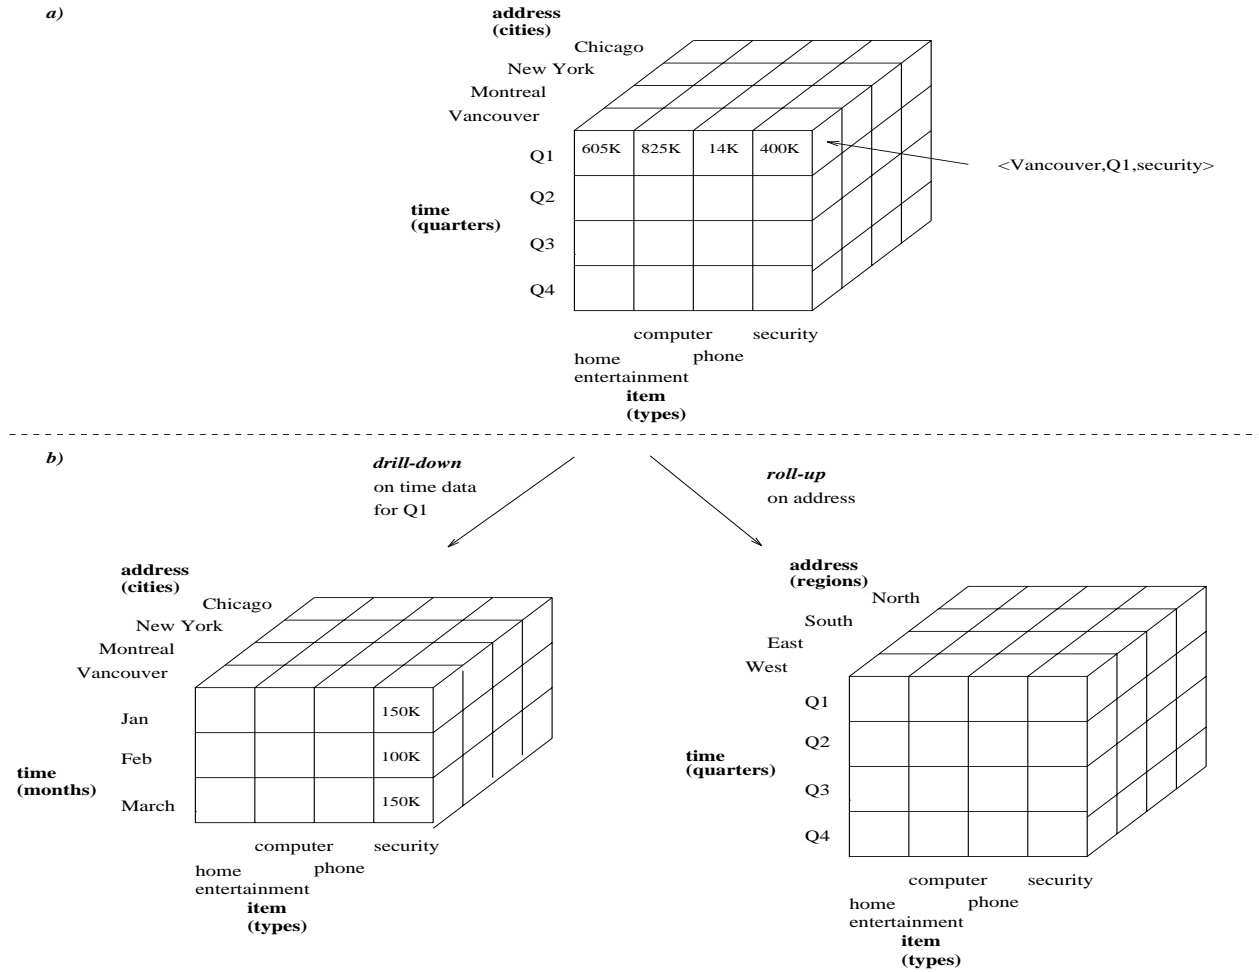 a)
address
(cities)
Chicago
New York
Montreal
Vancouver
Q1
605K 825K 14K 400K
<Vancouver,Q1,security>
Q2
time
(quarters)
Q3
Q4
computer security
home phone
entertainment
item
(types)
b)
drill-down
on time data
for Q1
roll-up
on address
address
(cities)
Chicago
New York
Montreal
Vancouver
Jan 150K
Feb 100K
time
(months)
March 150K
computer security
home phone
entertainment
item
(types)
address
(regions)
North
South
East
West
Q1
Q2
time
(quarters)
Q3
Q4
computer security
home phone
entertainment
item
(types)